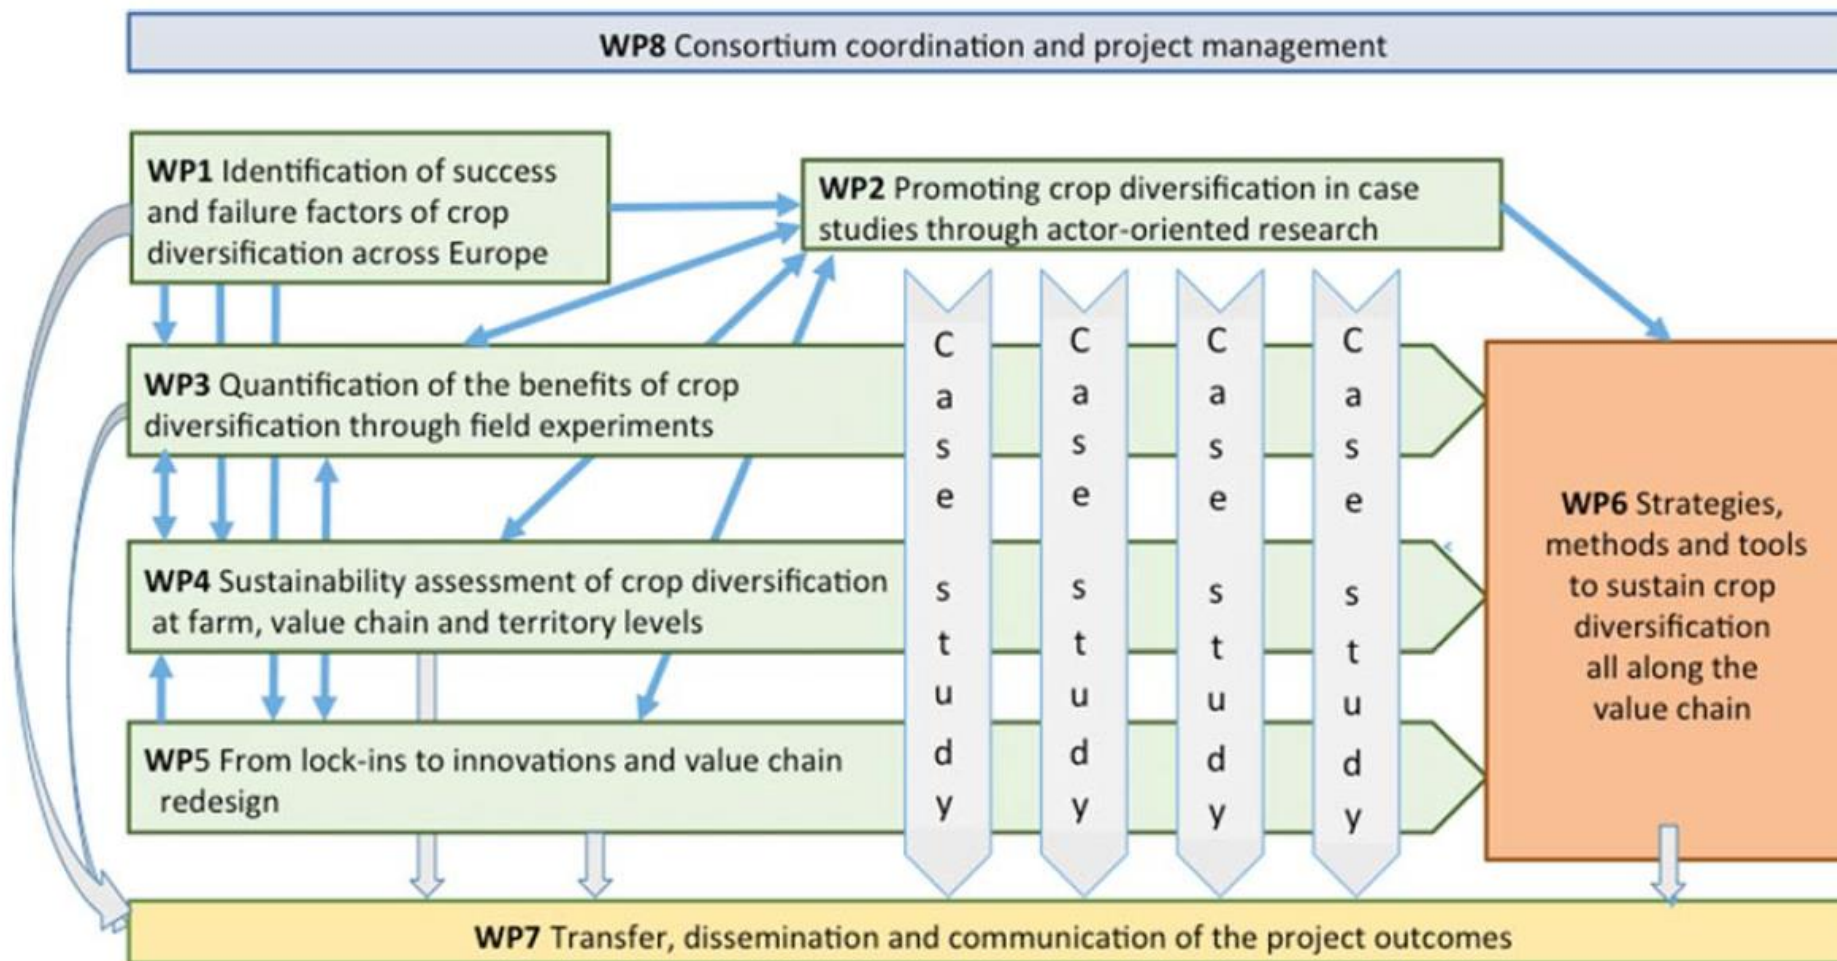 WP8 Consortium coordination and project management
WP1 Identification of success
and failure factors of crop
diversification across Europe
WP2 Promoting crop diversification in case
studies through actor-oriented research
WP3 Quantification of the benefits of crop
diversification through field experiments
WP4 Sustainability assessment of crop diversification
at farm, value chain and territory levels
WP5 From lock-ins to innovations and value chain
redesign
Case study
Case study
Case study
Case study
WP6 Strategies,
methods and tools
to sustain crop
diversification
all along the
value chain
WP7 Transfer, dissemination and communication of the project outcomes